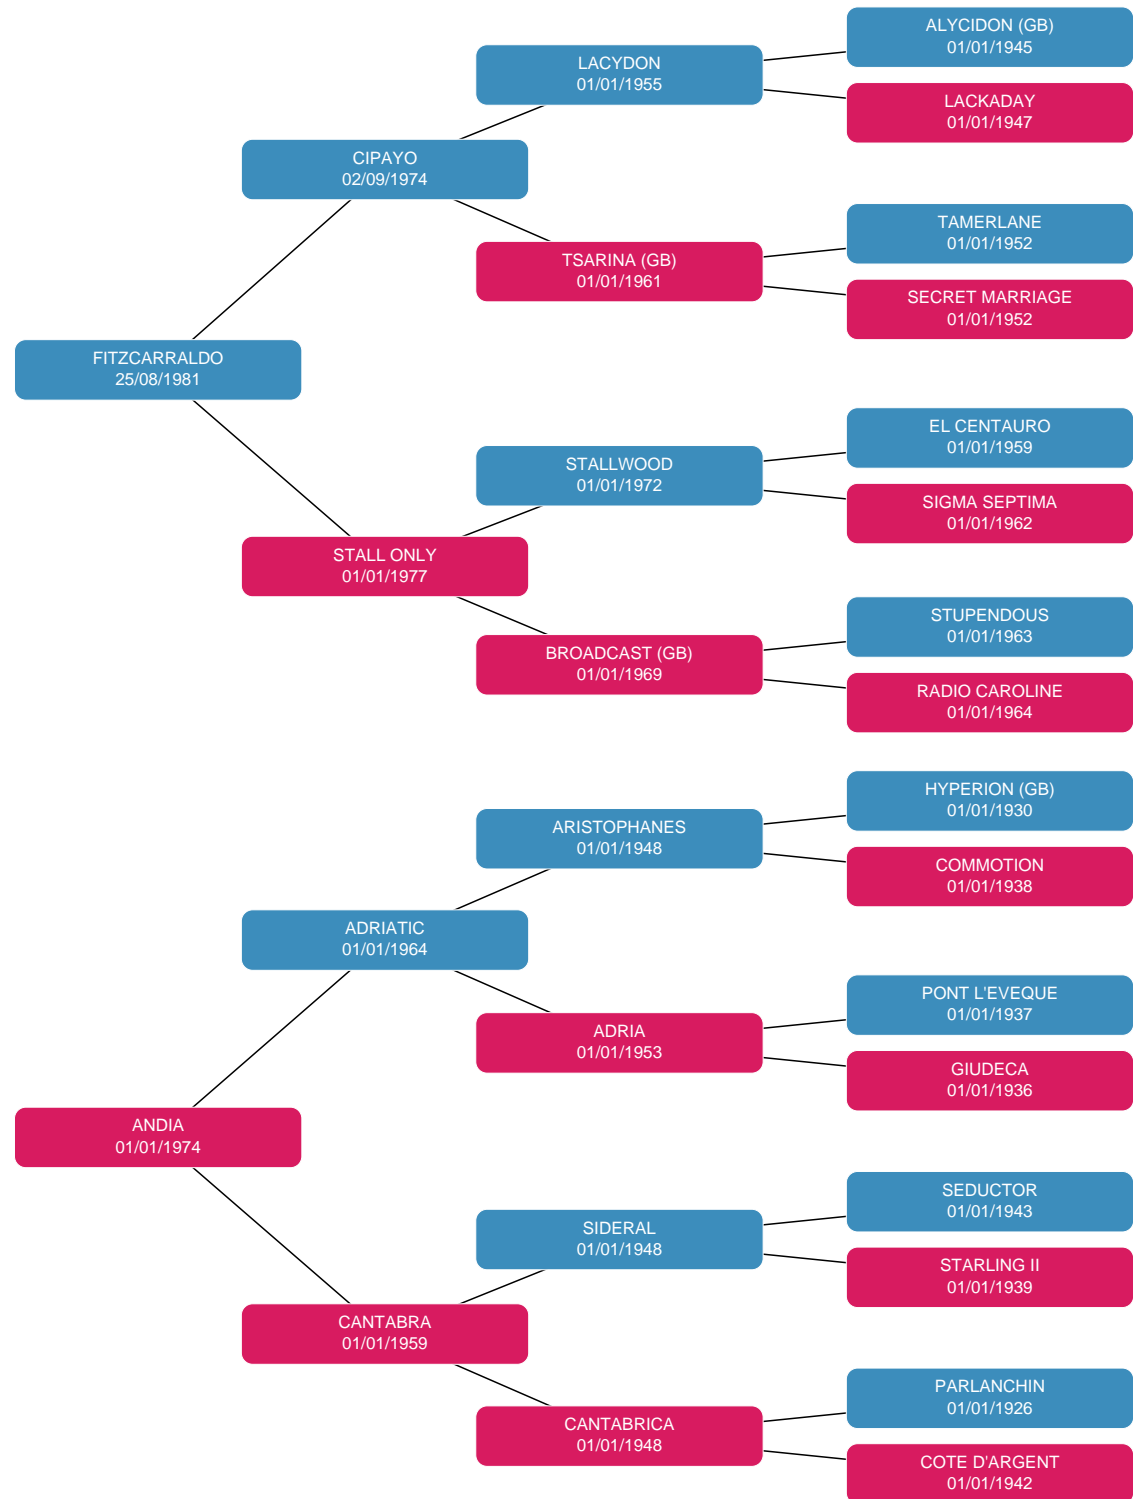 ALYCIDON (GB)
01/01/1945
LACYDON
01/01/1955
LACKADAY
01/01/1947
CIPAYO
02/09/1974
TAMERLANE
01/01/1952
TSARINA (GB)
01/01/1961
SECRET MARRIAGE
01/01/1952
FITZCARRALDO
25/08/1981
EL CENTAURO
01/01/1959
STALLWOOD
01/01/1972
SIGMA SEPTIMA
01/01/1962
STALL ONLY
01/01/1977
STUPENDOUS
01/01/1963
BROADCAST (GB)
01/01/1969
RADIO CAROLINE
01/01/1964
HYPERION (GB)
01/01/1930
ARISTOPHANES
01/01/1948
COMMOTION
01/01/1938
ADRIATIC
01/01/1964
PONT L'EVEQUE
01/01/1937
ADRIA
01/01/1953
GIUDECA
01/01/1936
ANDIA
01/01/1974
SEDUCTOR
01/01/1943
SIDERAL
01/01/1948
STARLING II
01/01/1939
CANTABRA
01/01/1959
PARLANCHIN
01/01/1926
CANTABRICA
01/01/1948
COTE D'ARGENT
01/01/1942